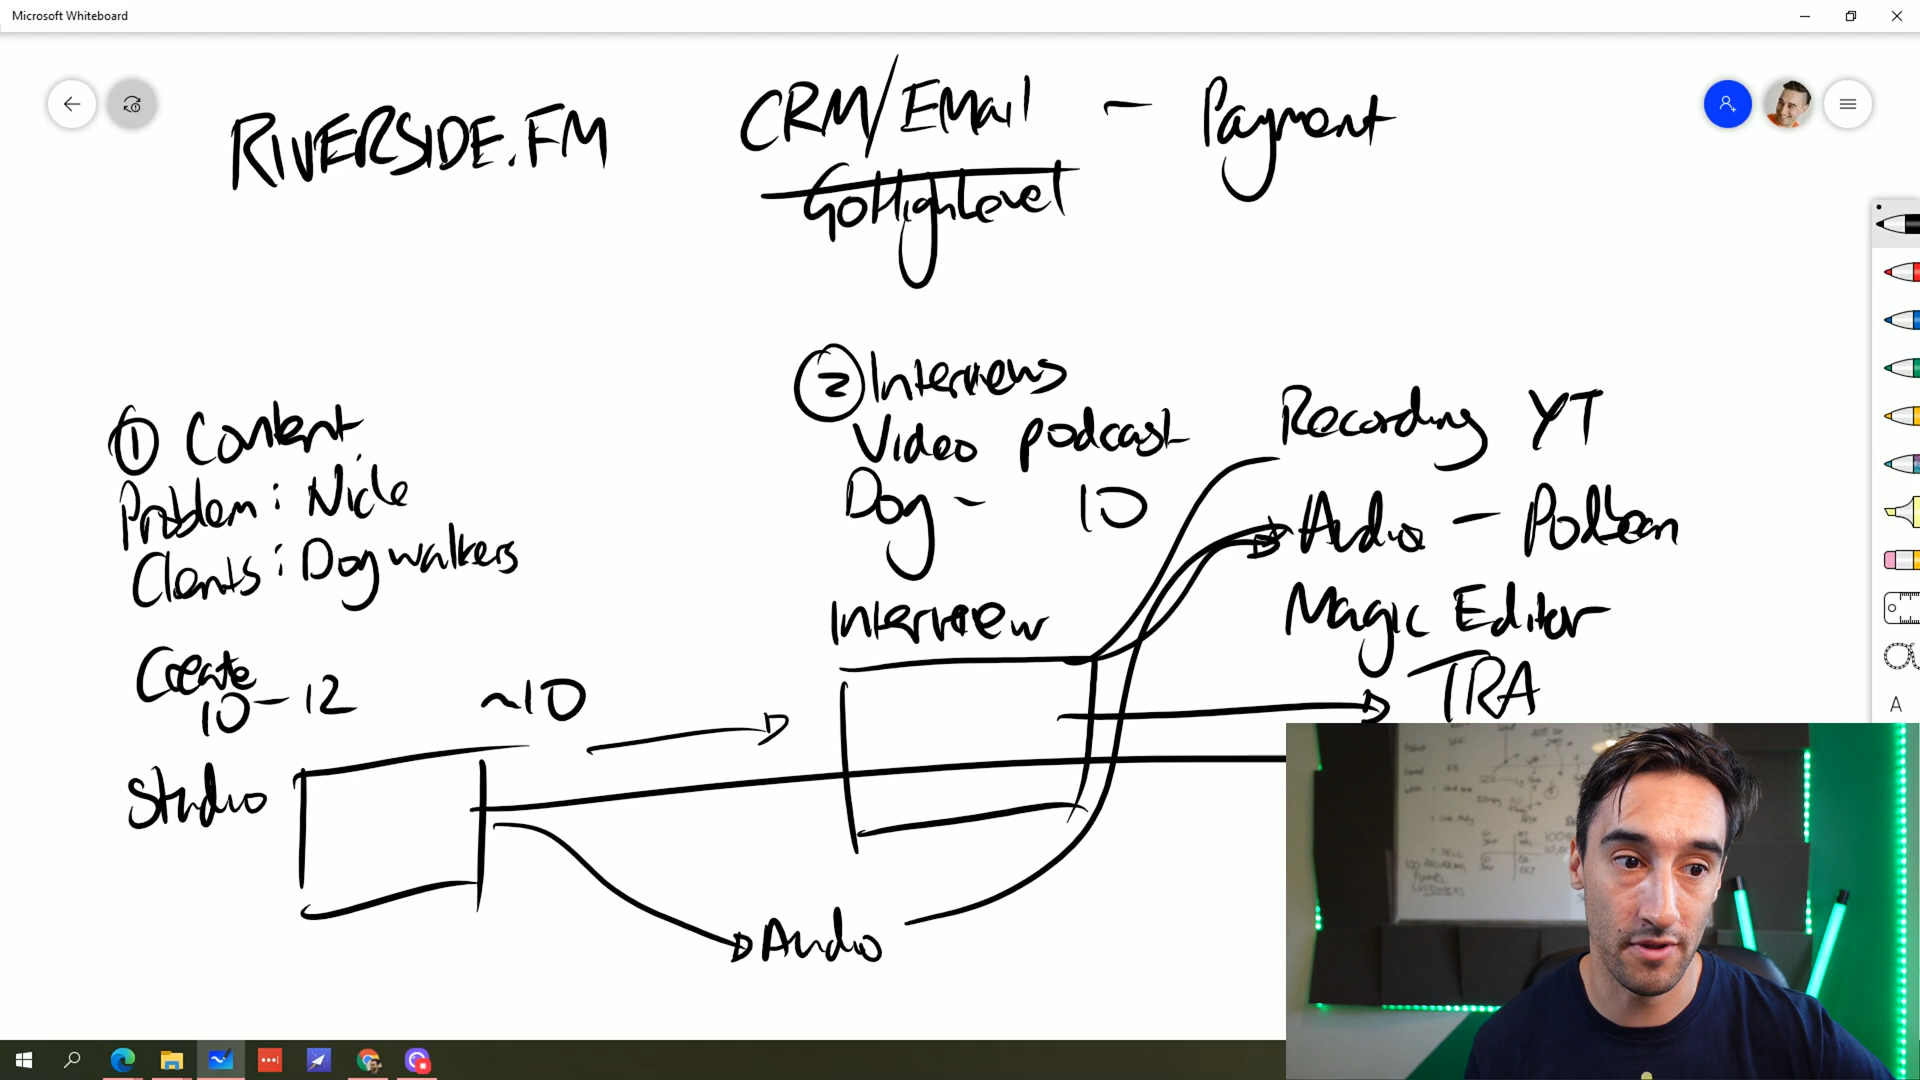 Microsoft Whiteboard
RIVERSIDE.FM
CRM/EMail - Payment
GoHighLevel
① Content
Problem: Niche
Clients: Dog walkers
Create
10-12
~10
Studio
② Interviews
Video podcast
Dog - 10
Interview
Audio
Recording YT
Audio - Podbean
Magic Editor
TRA
A